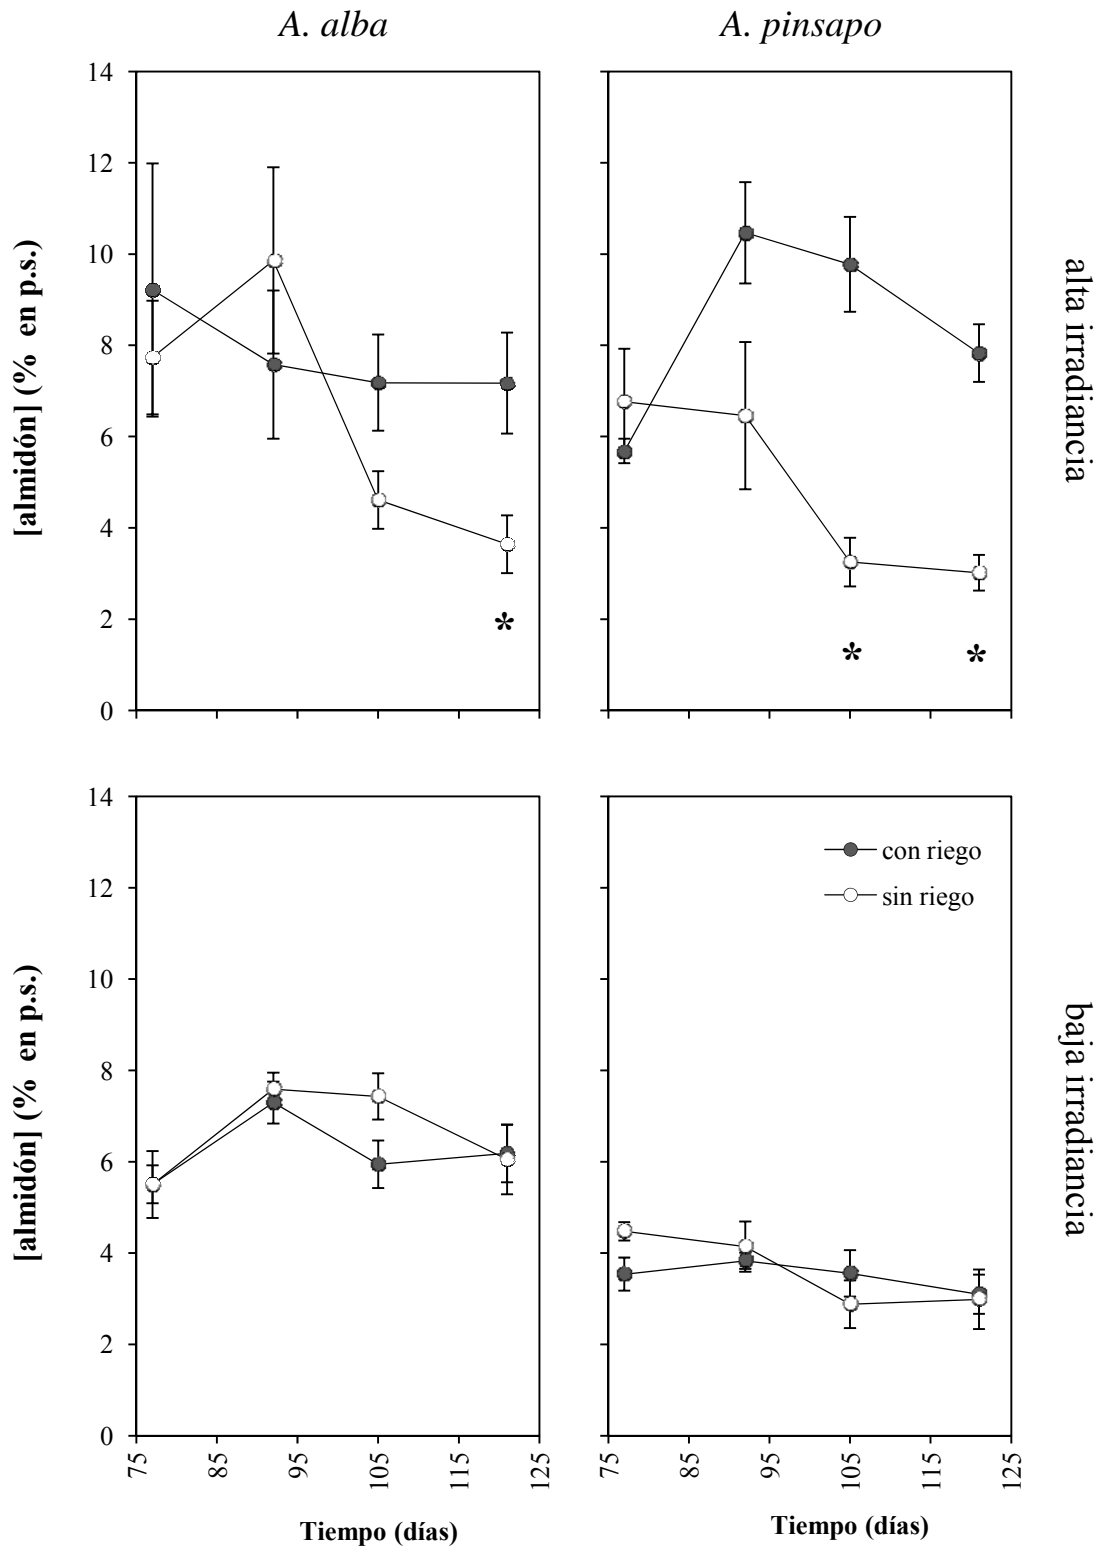 A. alba
A. pinsapo
14
12
10
8
6
4
2
0
[almidón] (% en p.s.)
alta irradiancia
*
*
*
14
12
10
8
6
4
2
0
[almidón] (% en p.s.)
baja irradiancia
con riego
sin riego
75 85 95 105 115 125
75 85 95 105 115 125
Tiempo (días)
Tiempo (días)